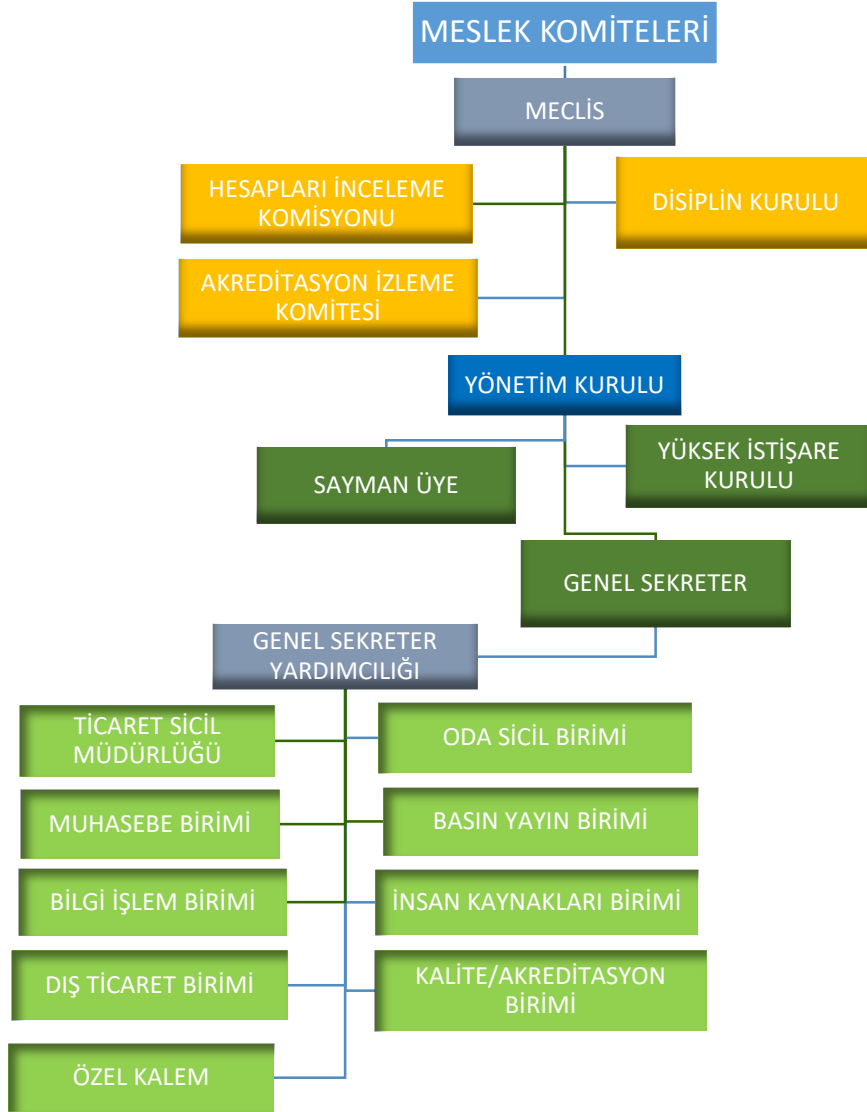 MESLEK KOMİTELERİ
MECLİS
HESAPLARI İNCELEME
KOMİSYONU
DİSİPLİN KURULU
AKREDİTASYON İZLEME
KOMİTESİ
YÖNETİM KURULU
SAYMAN ÜYE
YÜKSEK İSTİŞARE
KURULU
GENEL SEKRETER
GENEL SEKRETER
YARDIMCILIĞI
TİCARET SİCİL
MÜDÜRLÜĞÜ
ODA SİCİL BİRİMİ
MUHASEBE BİRİMİ
BASIN YAYIN BİRİMİ
BİLGİ İŞLEM BİRİMİ
İNSAN KAYNAKLARI BİRİMİ
DIŞ TİCARET BİRİMİ
KALİTE/AKREDİTASYON
BİRİMİ
ÖZEL KALEM